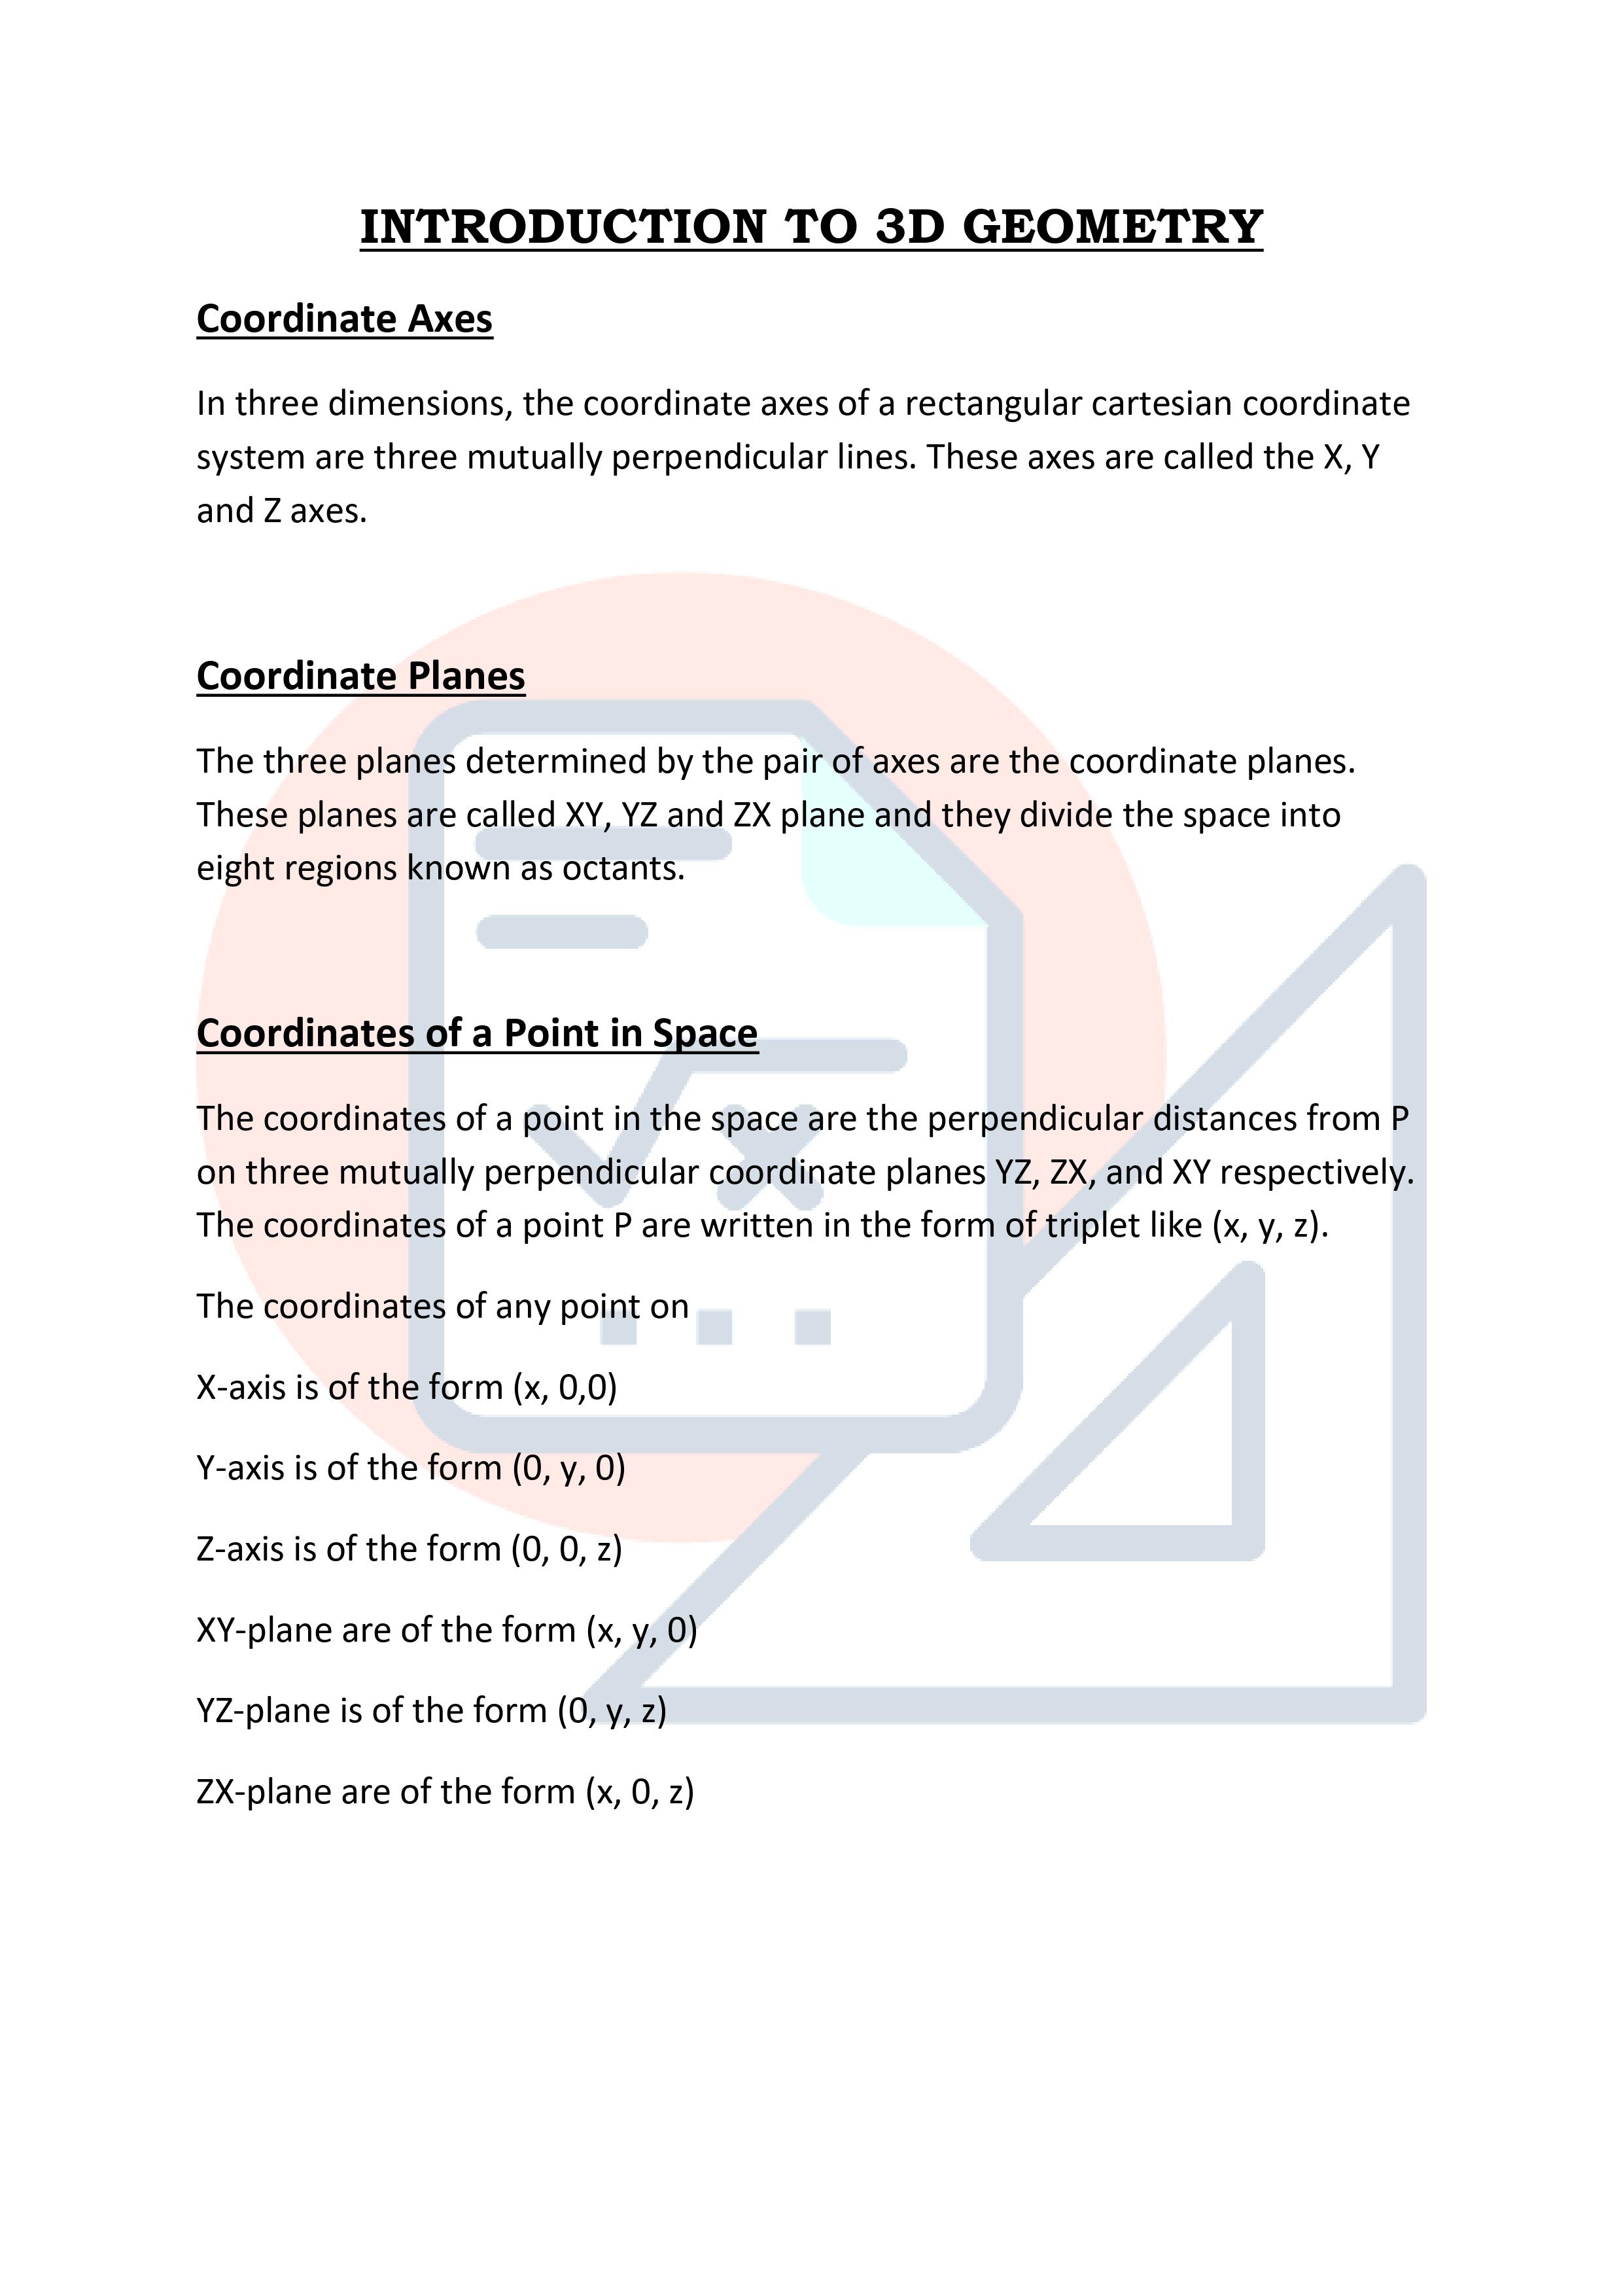 INTRODUCTION TO 3D GEOMETRY
Coordinate Axes
In three dimensions, the coordinate axes of a rectangular cartesian coordinate
system are three mutually perpendicular lines. These axes are called the X, Y
and Z axes.
Coordinate Planes
The three planes determined by the pair of axes are the coordinate planes.
These planes are called XY, YZ and ZX plane and they divide the space into
eight regions known as octants.
Coordinates of a Point in Space
The coordinates of a point in the space are the perpendicular distances from P
on three mutually perpendicular coordinate planes YZ, ZX, and XY respectively.
The coordinates of a point P are written in the form of triplet like (x, y, z).
The coordinates of any point on
X-axis is of the form (x, 0,0)
Y-axis is of the form (0, y, 0)
Z-axis is of the form (0, 0, z)
XY-plane are of the form (x, y, 0)
YZ-plane is of the form (0, y, z)
ZX-plane are of the form (x, 0, z)